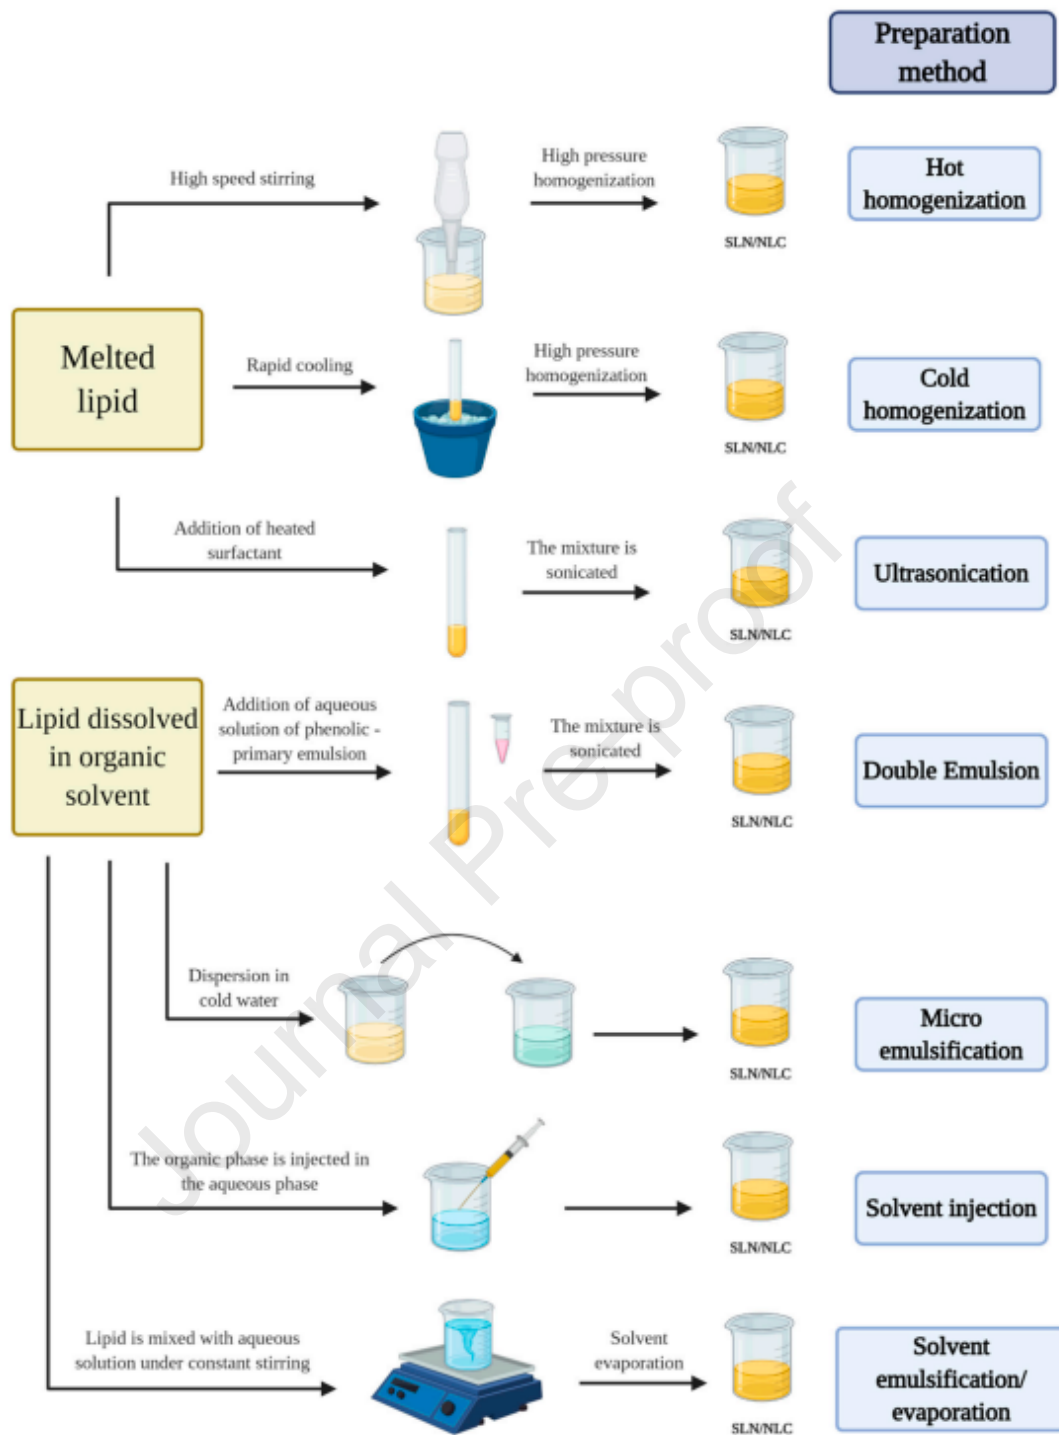 Preparation
method
High speed stirring
High pressure
homogenization
SLN/NLC
Hot
homogenization
Melted
lipid
Rapid cooling
High pressure
homogenization
SLN/NLC
Cold
homogenization
Addition of heated
surfactant
The mixture is
sonicated
SLN/NLC
Ultrasonication
Lipid dissolved
in organic
solvent
Addition of aqueous
solution of phenolic -
primary emulsion
The mixture is
sonicated
SLN/NLC
Double Emulsion
Dispersion in
cold water
SLN/NLC
Micro
emulsification
The organic phase is injected in
the aqueous phase
SLN/NLC
Solvent injection
Lipid is mixed with aqueous
solution under constant stirring
Solvent
evaporation
SLN/NLC
Solvent
emulsification/
evaporation
Journal Pre-proof